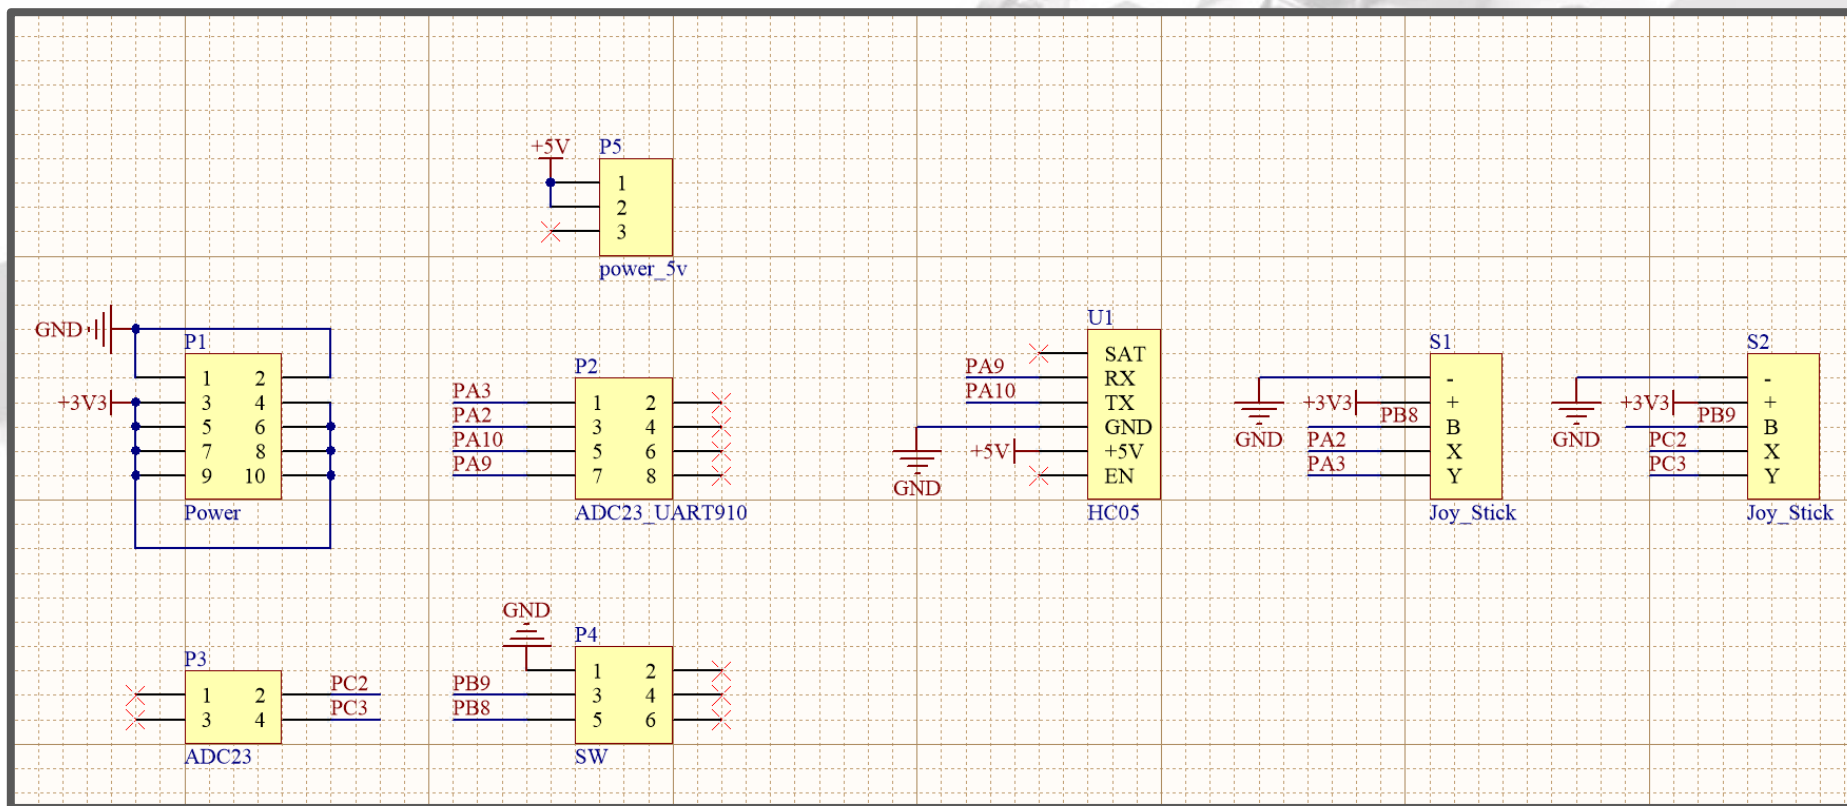 +5V
P5
1
2
3
power_5v
GND
P1
1 2
+3V3
3 4
5 6
7 8
9 10
Power
P2
PA3
1 2
PA2
3 4
PA10
5 6
PA9
7 8
ADC23_UART910
U1
SAT
PA9
RX
PA10
TX
GND
+5V
+5V
EN
GND
HC05
S1
-
+3V3
+
PB8
B
GND
PA2
X
PA3
Y
Joy_Stick
S2
-
+3V3
+
PB9
B
GND
PC2
X
PC3
Y
Joy_Stick
P3
1 2
PC2
3 4
PC3
ADC23
GND
P4
1 2
PB9
3 4
PB8
5 6
SW